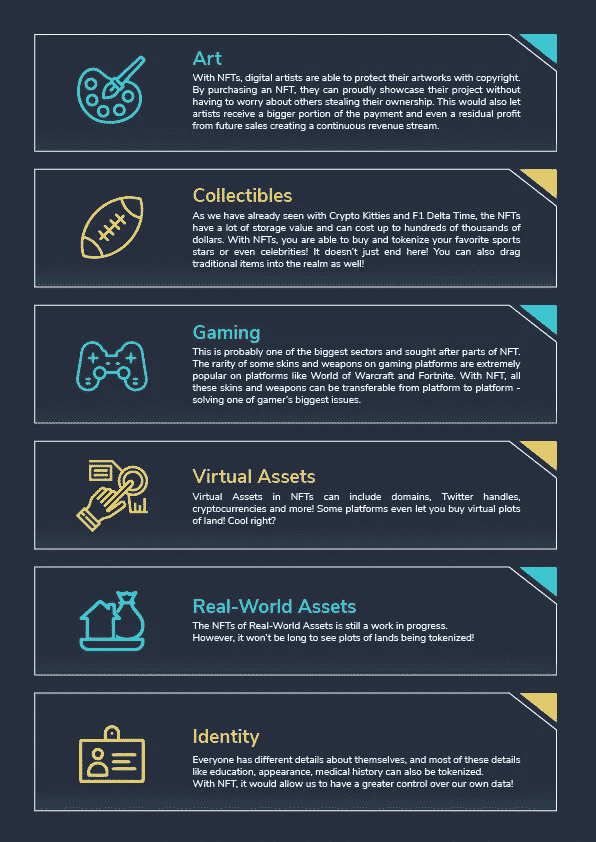 Art
With NFTs, digital artists are able to protect their artworks with copyright.
By purchasing an NFT, they can proudly showcase their project without
having to worry about others stealing their ownership. This would also let
artists receive a bigger portion of the payment and even a residual profit
from future sales creating a continuous revenue stream.
Collectibles
As we have already seen with Crypto Kitties and F1 Delta Time, the NFTs
have a lot of storage value and can cost up to hundreds of thousands of
dollars. With NFTs, you are able to buy and tokenize your favorite sports
stars or even celebrities! It doesn't just end here! You can also drag
traditional items into the realm as well!
Gaming
This is probably one of the biggest sectors and sought after parts of NFT.
The rarity of some skins and weapons on gaming platforms are extremely
popular on platforms like World of Warcraft and Fortnite. With NFT, all
these skins and weapons can be transferable from platform to platform -
solving one of gamer's biggest issues.
Virtual Assets
Virtual Assets in NFTs can include domains, Twitter handles,
cryptocurrencies and more! Some platforms even let you buy virtual plots
of land! Cool right?
Real-World Assets
The NFTs of Real-World Assets is still a work in progress.
However, it won't be long to see plots of lands being tokenized!
Identity
Everyone has different details about themselves, and most of these details
like education, appearance, medical history can also be tokenized.
With NFT, it would allow us to have a greater control over our own data!